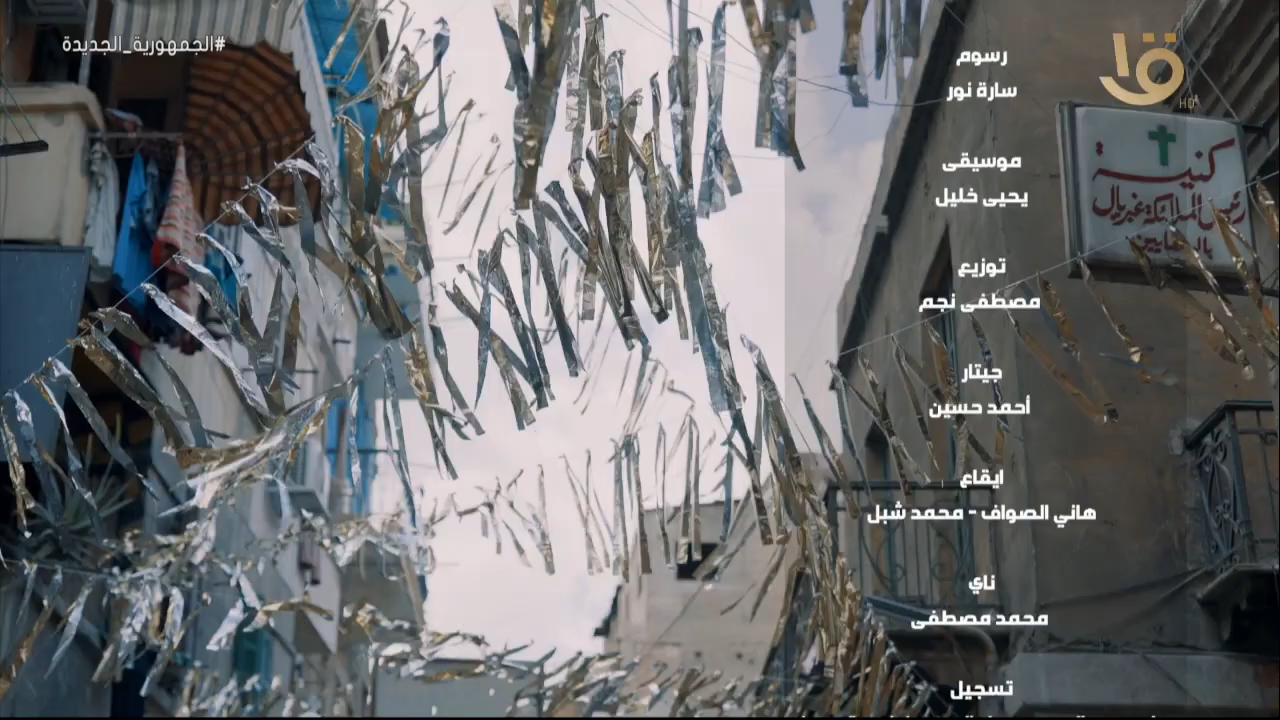 #الجمهورية_الجديدة
رسوم
سارة نور
موسيقى
يحيى خليل
توزيع
مصطفى نجم
جيتار
أحمد حسين
ايقاع
هاني الصواف - محمد شبل
ناي
محمد مصطفى
تسجيل
HD
كنيسة
رئيس الملائكة غبريال